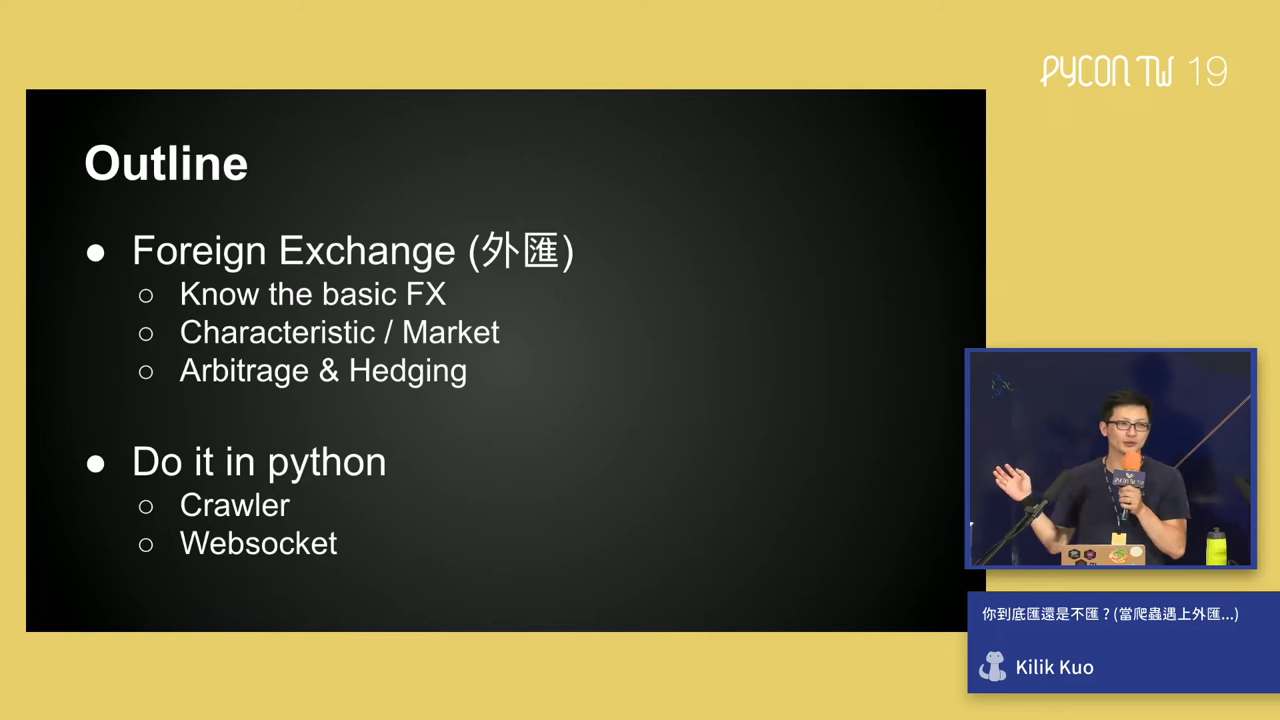 PYCON TW 19
Outline
● Foreign Exchange (外匯)
○ Know the basic FX
○ Characteristic / Market
○ Arbitrage & Hedging
● Do it in python
○ Crawler
○ Websocket
PYCON TW
你到底匯還是不匯？(當爬蟲遇上外匯...)
Kilik Kuo